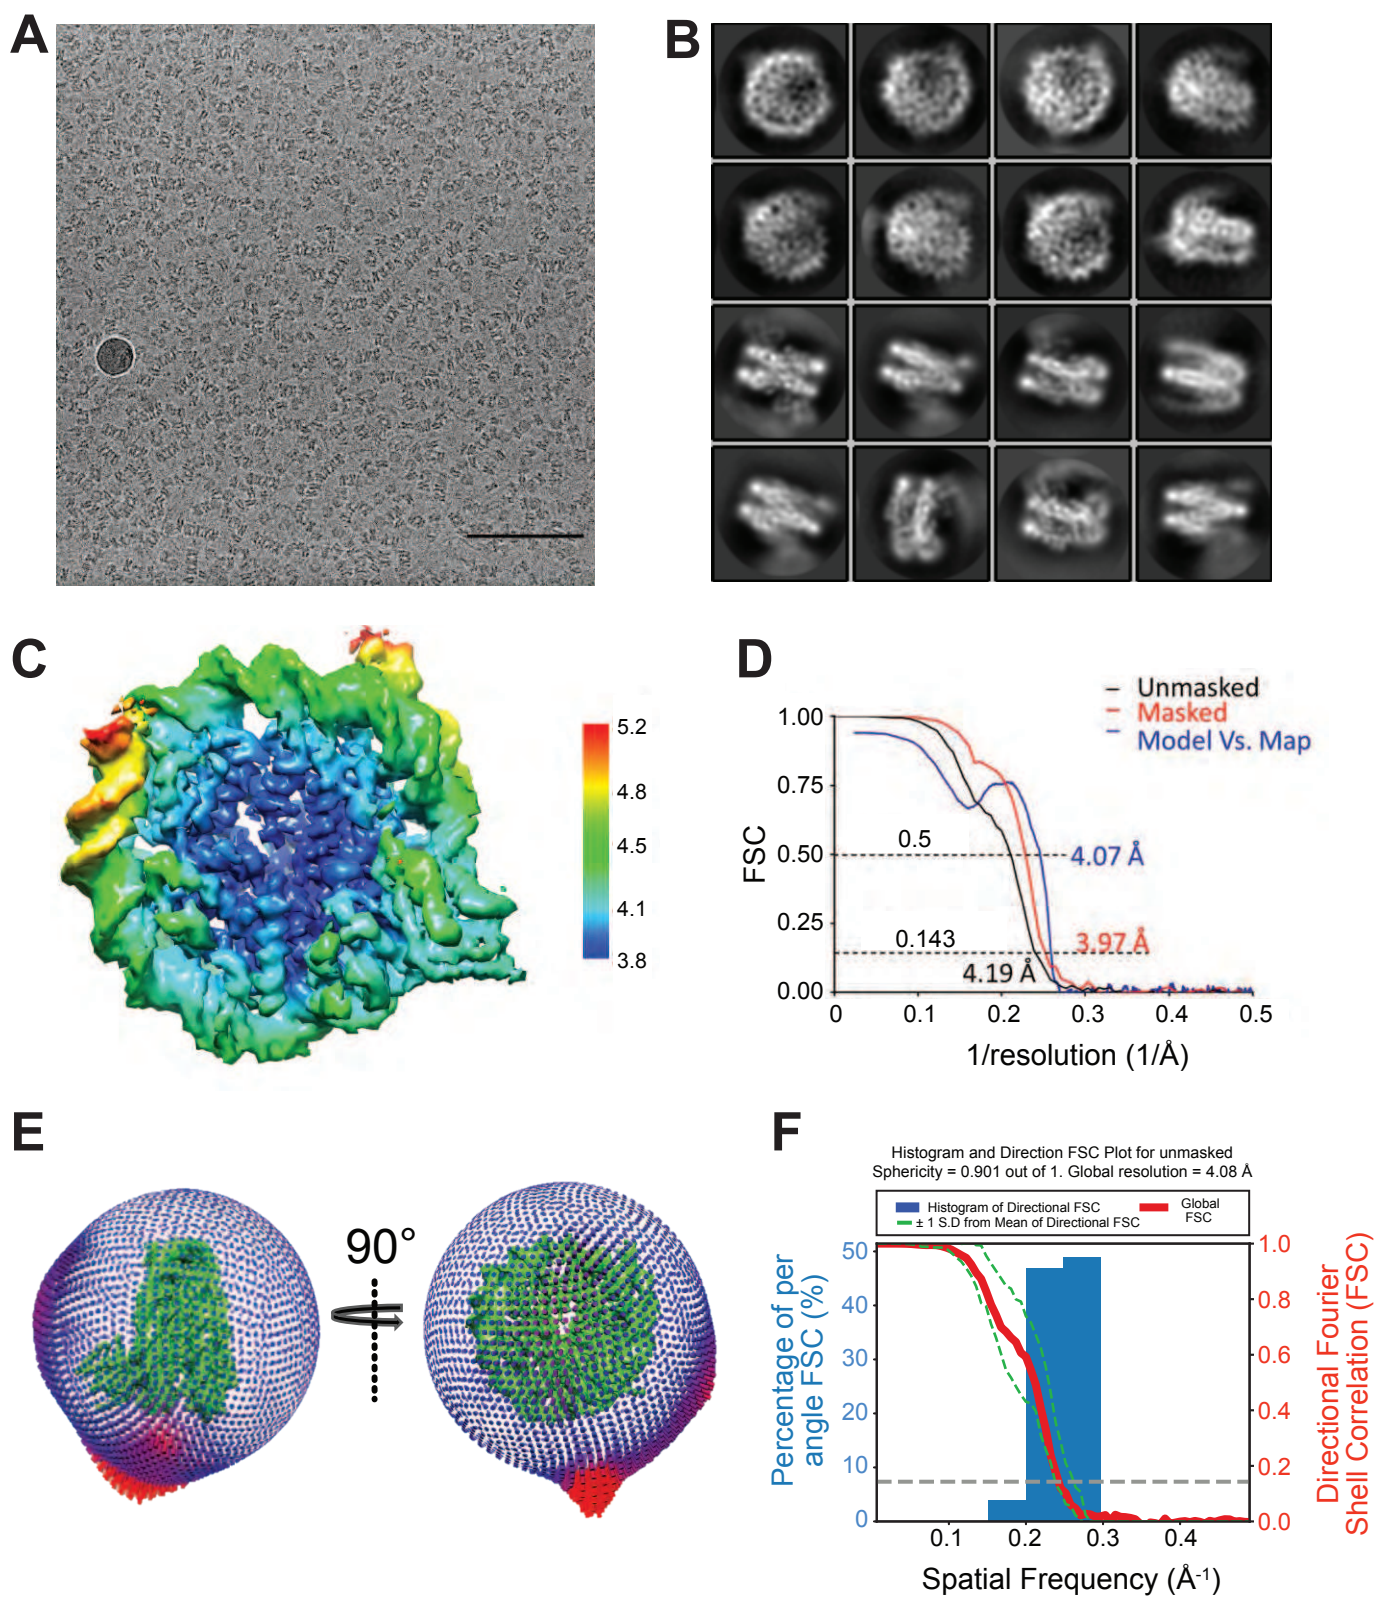 A
B
C
5.2
4.8
4.5
4.1
3.8
D
Unmasked
Masked
Model Vs. Map
1.00
0.75
0.50
0.25
0.00
FSC
0.5
4.07 Å
0.143
3.97 Å
4.19 Å
0
0.1
0.2
0.3
0.4
0.5
1/resolution (1/Å)
E
90°
F
Histogram and Direction FSC Plot for unmasked
Sphericity = 0.901 out of 1. Global resolution = 4.08 Å
Histogram of Directional FSC
± 1 S.D from Mean of Directional FSC
Global
FSC
50
40
30
20
10
0
Percentage of per
angle FSC (%)
1.0
0.8
0.6
0.4
0.2
0.0
Directional Fourier
Shell Correlation (FSC)
0.1
0.2
0.3
0.4
Spatial Frequency (Å-1)